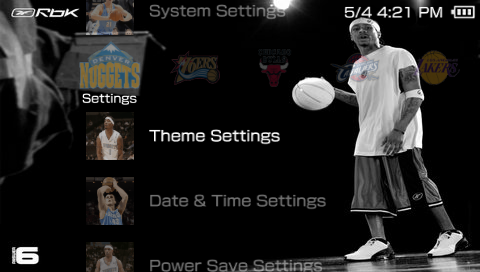 Rbk
System Settings
5/4 4:21 PM
DENVER
NUGGETS
76ERS
LAKERS
Settings
Theme Settings
Date & Time Settings
Power Save Settings
6